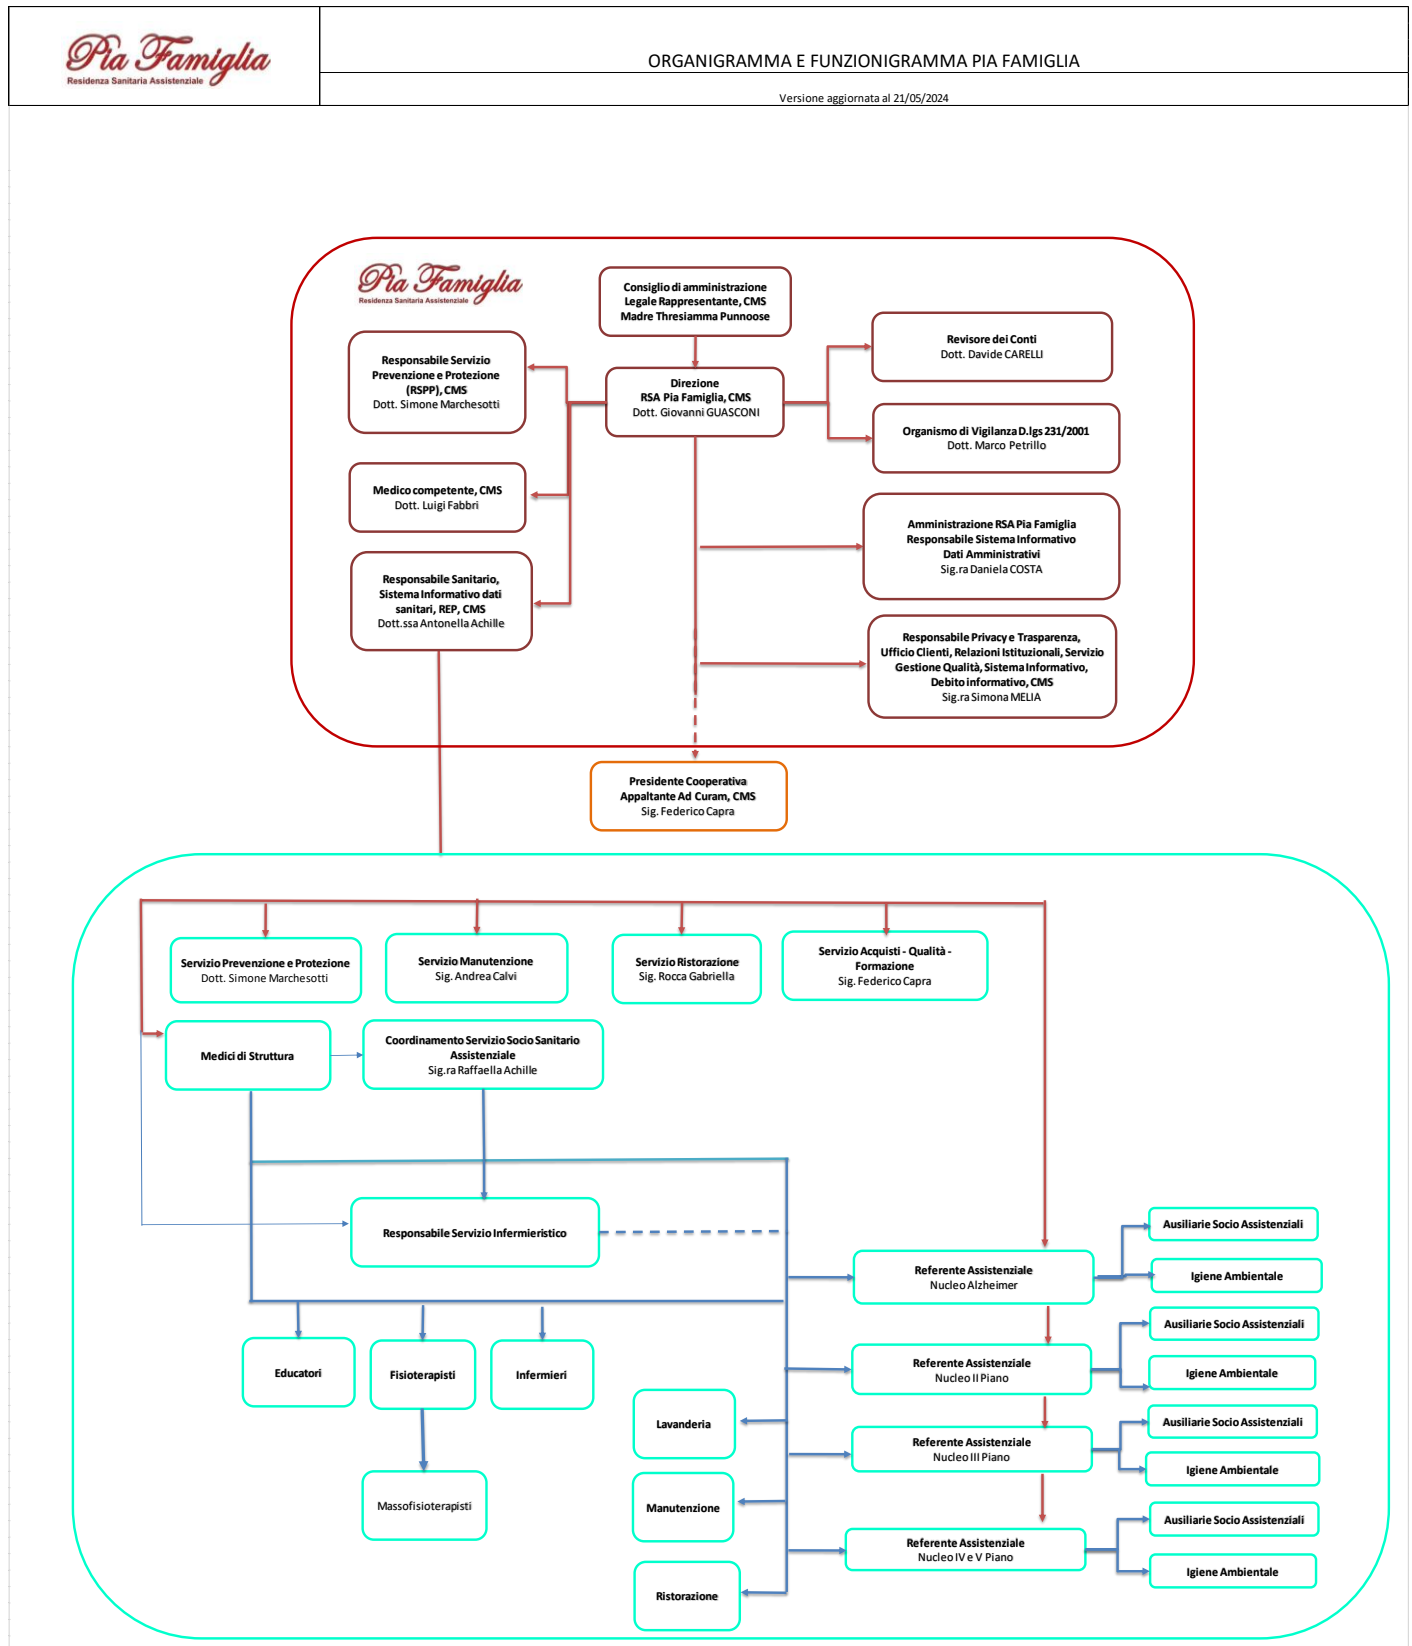 Pia Famiglia
Residenza Sanitaria Assistenziale
ORGANIGRAMMA E FUNZIONIGRAMMA PIA FAMIGLIA
Versione aggiornata al 21/05/2024
Pia Famiglia
Residenza Sanitaria Assistenziale
Consiglio di amministrazione
Legale Rappresentante, CMS
Madre Thresiamma Punnoose
Responsabile Servizio
Prevenzione e Protezione
(RSPP), CMS
Dott. Simone Marchesotti
Direzione
RSA Pia Famiglia, CMS
Dott. Giovanni GUASCONI
Revisore dei Conti
Dott. Davide CARELLI
Organismo di Vigilanza D.lgs 231/2001
Dott. Marco Petrillo
Medico competente, CMS
Dott. Luigi Fabbri
Amministrazione RSA Pia Famiglia
Responsabile Sistema Informativo
Dati Amministrativi
Sig.ra Daniela COSTA
Responsabile Sanitario,
Sistema Informativo dati
sanitari, REP, CMS
Dott.ssa Antonella Achille
Responsabile Privacy e Trasparenza,
Ufficio Clienti, Relazioni Istituzionali, Servizio
Gestione Qualità, Sistema Informativo,
Debito informativo, CMS
Sig.ra Simona MELIA
Presidente Cooperativa
Appaltante Ad Curam, CMS
Sig. Federico Capra
Servizio Prevenzione e Protezione
Dott. Simone Marchesotti
Servizio Manutenzione
Sig. Andrea Calvi
Servizio Ristorazione
Sig. Rocca Gabriella
Servizio Acquisti - Qualità -
Formazione
Sig. Federico Capra
Medici di Struttura
Coordinamento Servizio Socio Sanitario
Assistenziale
Sig.ra Raffaella Achille
Responsabile Servizio Infermieristico
Referente Assistenziale
Nucleo Alzheimer
Ausiliarie Socio Assistenziali
Igiene Ambientale
Educatori
Fisioterapisti
Infermieri
Referente Assistenziale
Nucleo II Piano
Ausiliarie Socio Assistenziali
Igiene Ambientale
Lavanderia
Referente Assistenziale
Nucleo III Piano
Ausiliarie Socio Assistenziali
Igiene Ambientale
Massofisioterapisti
Manutenzione
Referente Assistenziale
Nucleo IV e V Piano
Ausiliarie Socio Assistenziali
Igiene Ambientale
Ristorazione